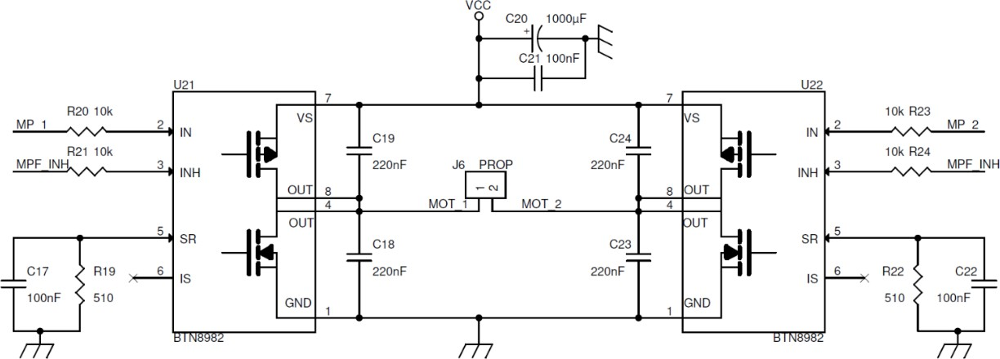 VCC
C20 1000µF
+
C21 100nF
U21
U22
7
7
VS
VS
R20 10k
10k R23
MP_1
2
IN
IN
2
MP_2
C19
C24
R21 10k
10k R24
MPF_INH
3
INH
220nF
220nF
INH
3
MPF_INH
J6 PROP
1 2
OUT
8
8
OUT
4
MOT_1
MOT_2
4
OUT
OUT
5
SR
SR
5
C18
C23
C17
R19
6
IS
220nF
220nF
IS
6
R22
C22
100nF
510
510
100nF
GND
1
1
GND
BTN8982
BTN8982